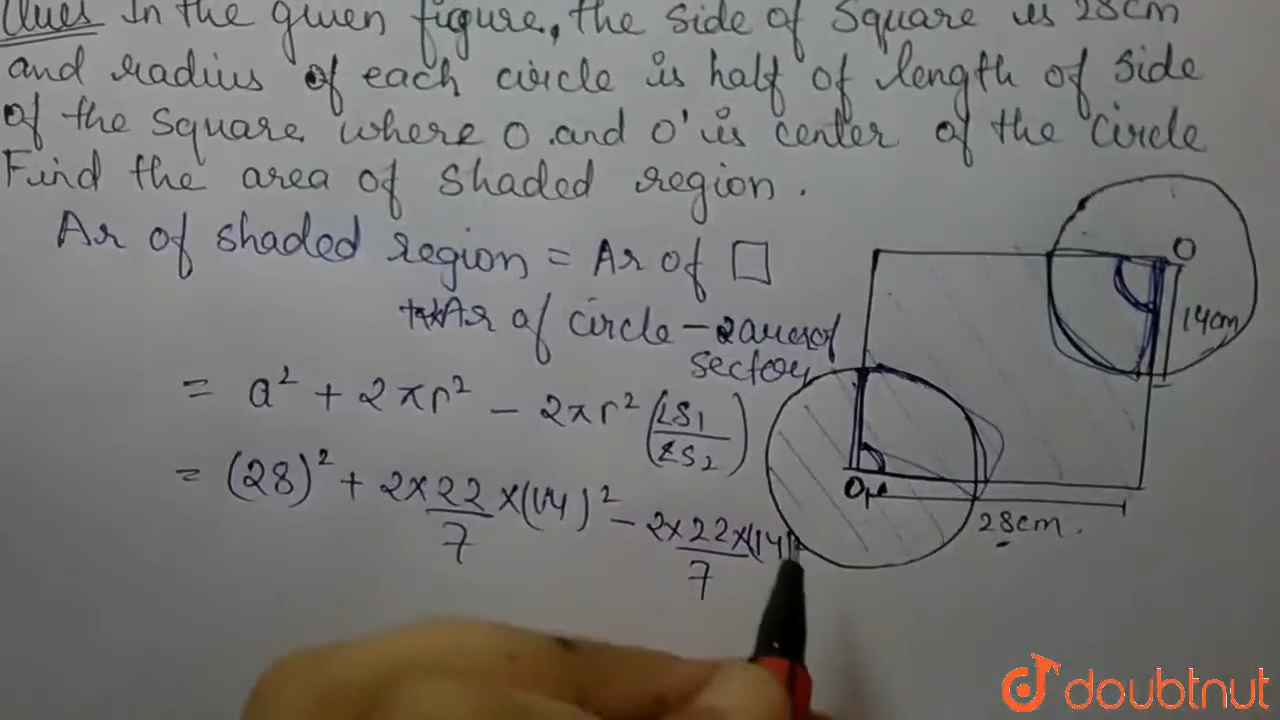 Ques In the given figure, the side of square is 28cm
and radius of each circle is half of length of side
of the square where O and O' is center of the circle
Find the area of shaded region.
Ar of shaded region = Ar of □
Ar of circle - 2 area of
sector
= a² + 2πr² - 2πr² (∠S₁/∠S₂)
= (28)² + 2×22/7 ×(14)² - 2×22/7 ×(14)
O
14cm
O'
28cm.
doubtnut